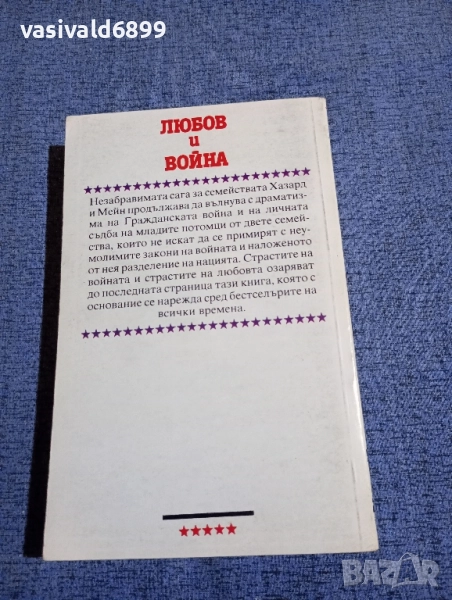 vasivald6899
ЛЮБОВ
и
ВОЙНА
Незабравимата сага за семействата Хазард
и Мейн продължава да вълнува с драматиз-
ма на Гражданската война и на личната
съдба на младите потомци от двете семей-
ства, които не искат да се примирят с неу-
молимите закони на войната и наложеното
от нея разделение на нацията. Страстите на
войната и страстите на любовта озаряват
до последната страница тази книга, която с
основание се нарежда сред бестселърите на
всички времена.
BAZAR
bg